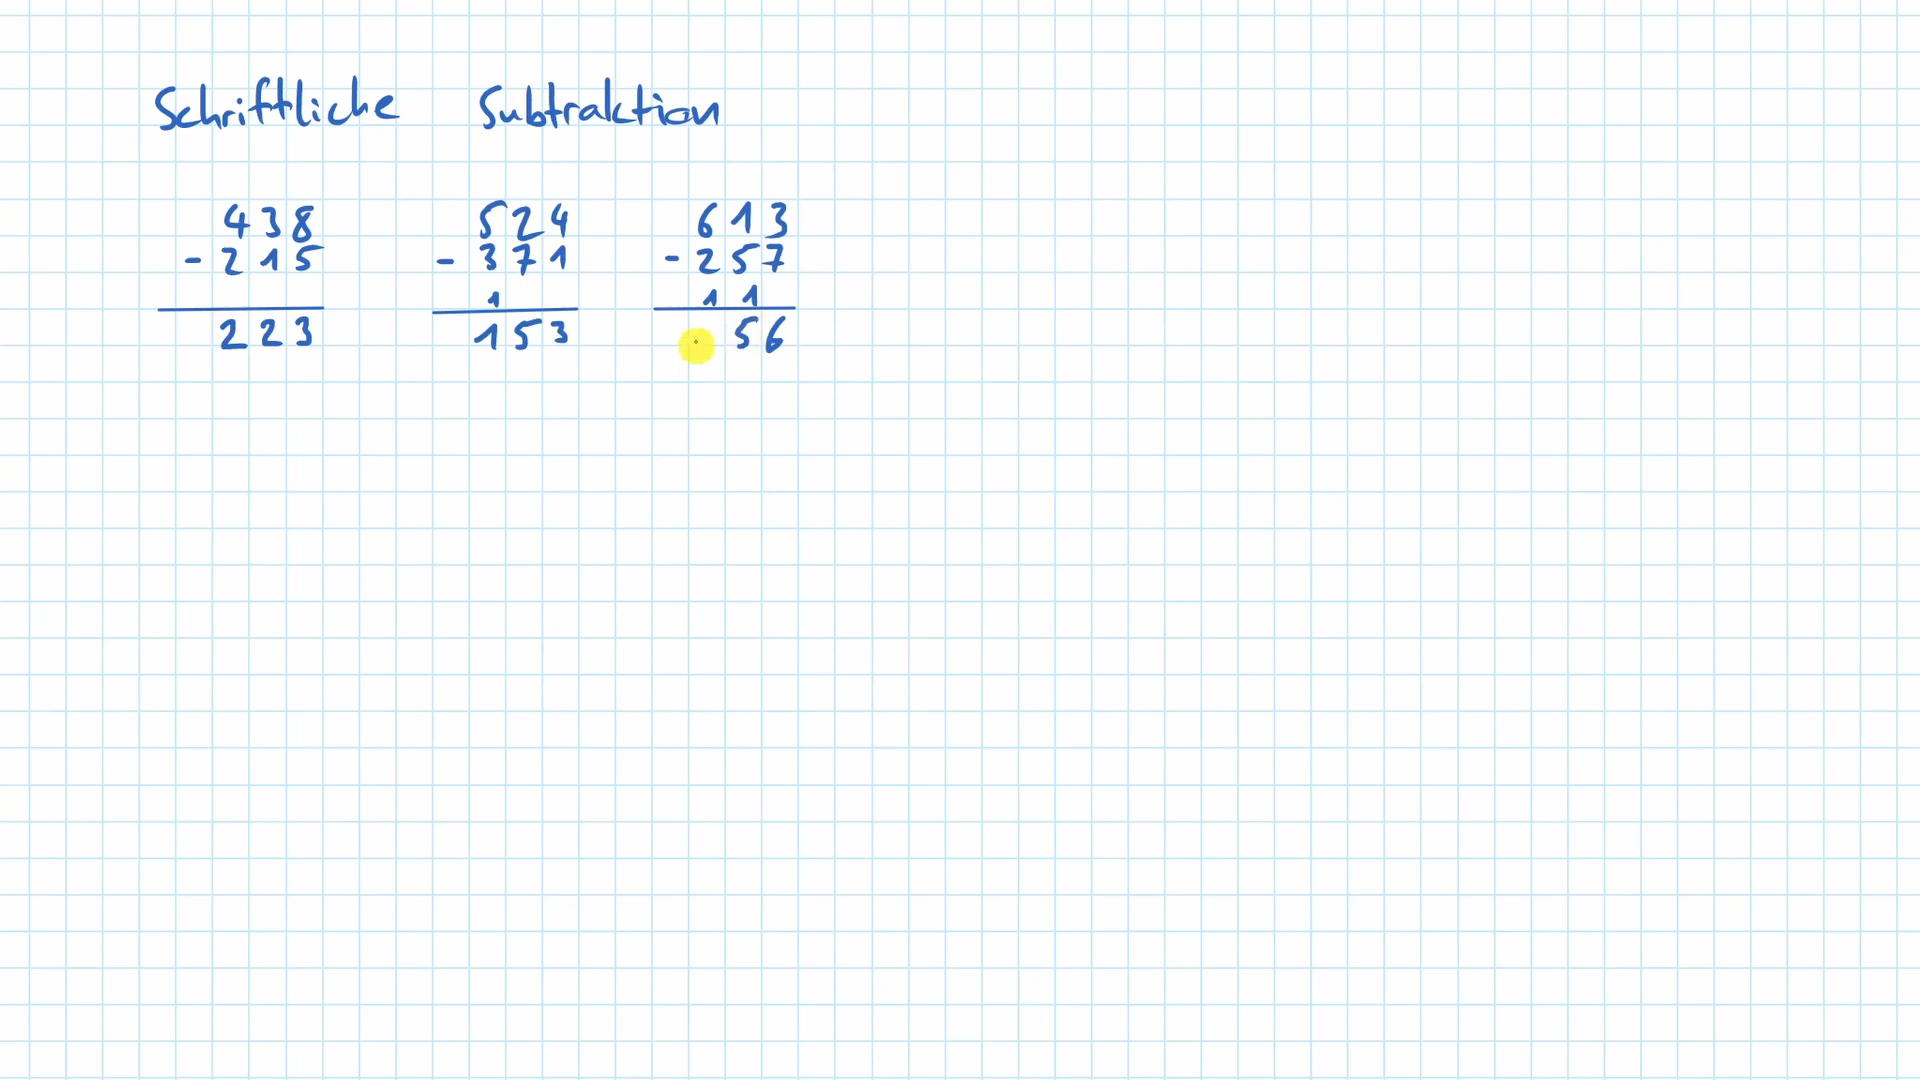 Schriftliche Subtraktion
438 524 613
- 215 - 371 - 257
1 1 1
223 153 56